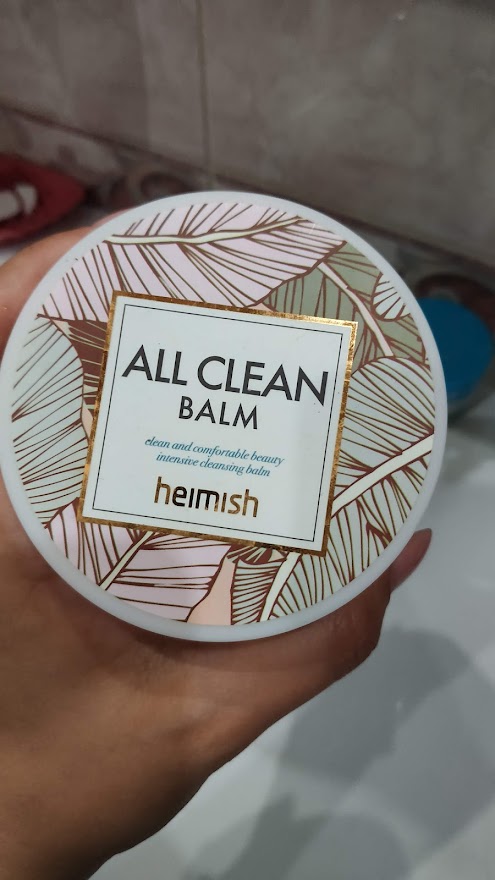 ALL CLEAN
BALM
clean and comfortable beauty
intensive cleansing balm
heimish